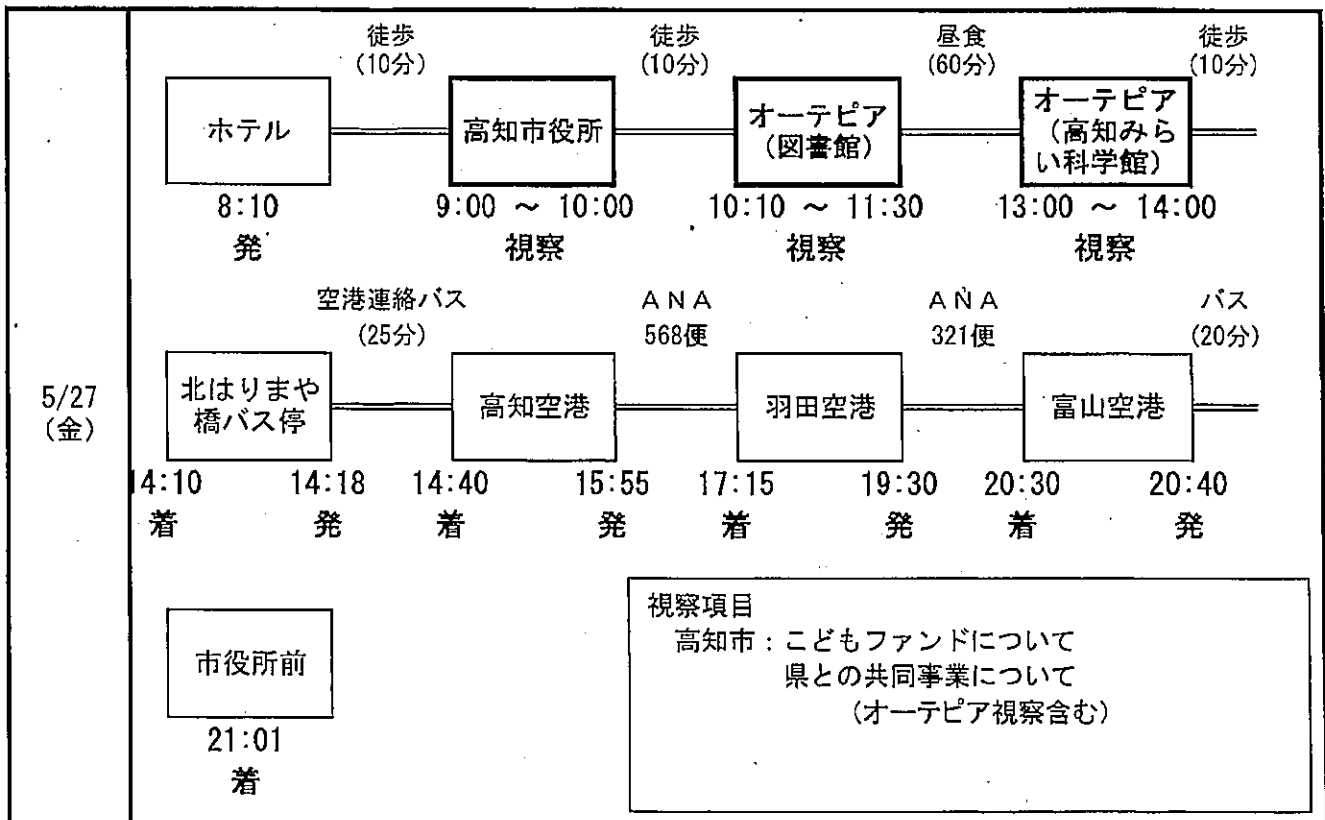 5/27
(金)
徒歩
(10分)
徒歩
(10分)
昼食
(60分)
徒歩
(10分)
ホテル
高知市役所
オーテピア
(図書館)
オーテピア
(高知みら
い科学館)
8:10
発
9:00 ~ 10:00
視察
10:10 ~ 11:30
視察
13:00 ~ 14:00
視察
空港連絡バス
(25分)
ANA
568便
ANA
321便
バス
(20分)
北はりまや
橋バス停
高知空港
羽田空港
富山空港
14:10
着
14:18
発
14:40
着
15:55
発
17:15
着
19:30
発
20:30
着
20:40
発
市役所前
21:01
着
視察項目
高知市:こどもファンドについて
県との共同事業について
(オーテピア視察含む)